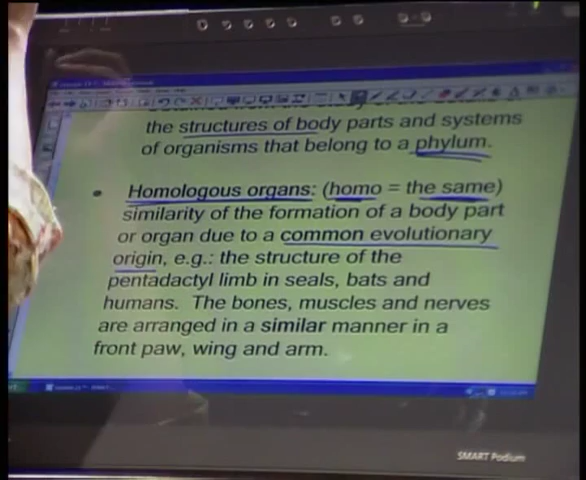 the structures of body parts and systems
of organisms that belong to a phylum.
• Homologous organs: (homo = the same)
similarity of the formation of a body part
or organ due to a common evolutionary
origin, e.g.: the structure of the
pentadactyl limb in seals, bats and
humans. The bones, muscles and nerves
are arranged in a similar manner in a
front paw, wing and arm.
SMART Podium